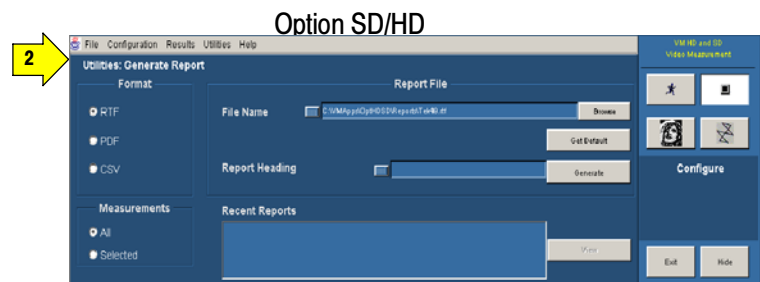 Option SD/HD
2
File Configuration Results Utilities Help
VM HD and SD
Video Measurement
Utilities: Generate Report
Format
Report File
RTF
File Name
Browse
PDF
Get Default
CSV
Report Heading
Generate
Configure
Measurements
Recent Reports
All
Selected
View
Exit
Hide